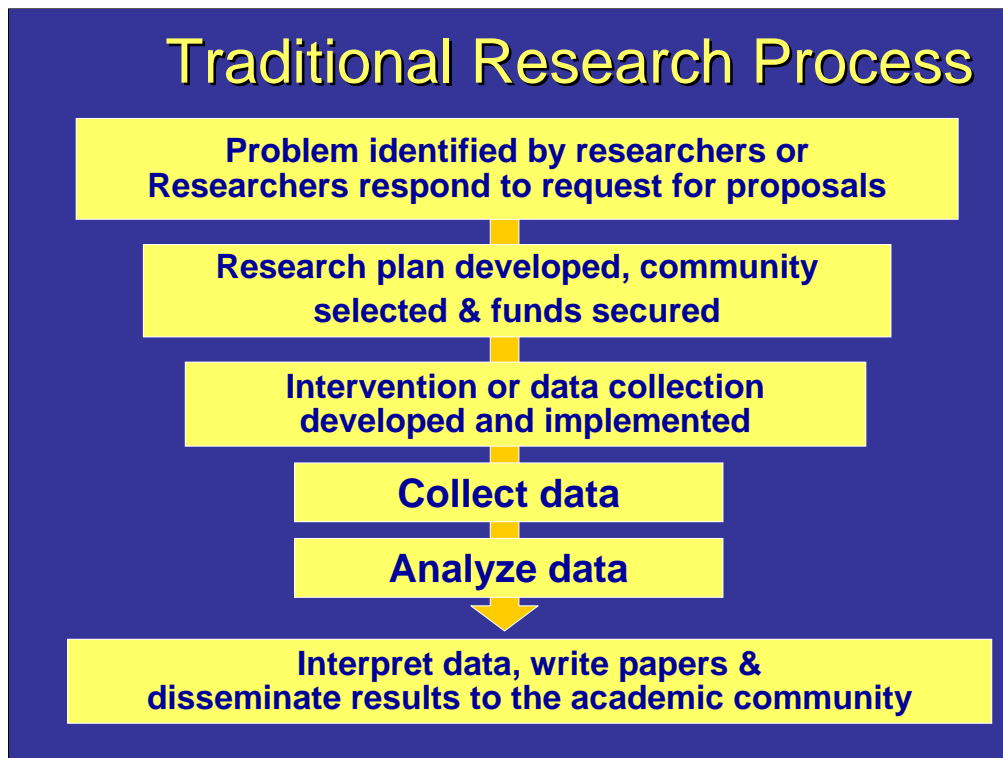 Traditional Research Process
Problem identified by researchers or
Researchers respond to request for proposals
Research plan developed, community
selected & funds secured
Intervention or data collection
developed and implemented
Collect data
Analyze data
Interpret data, write papers &
disseminate results to the academic community